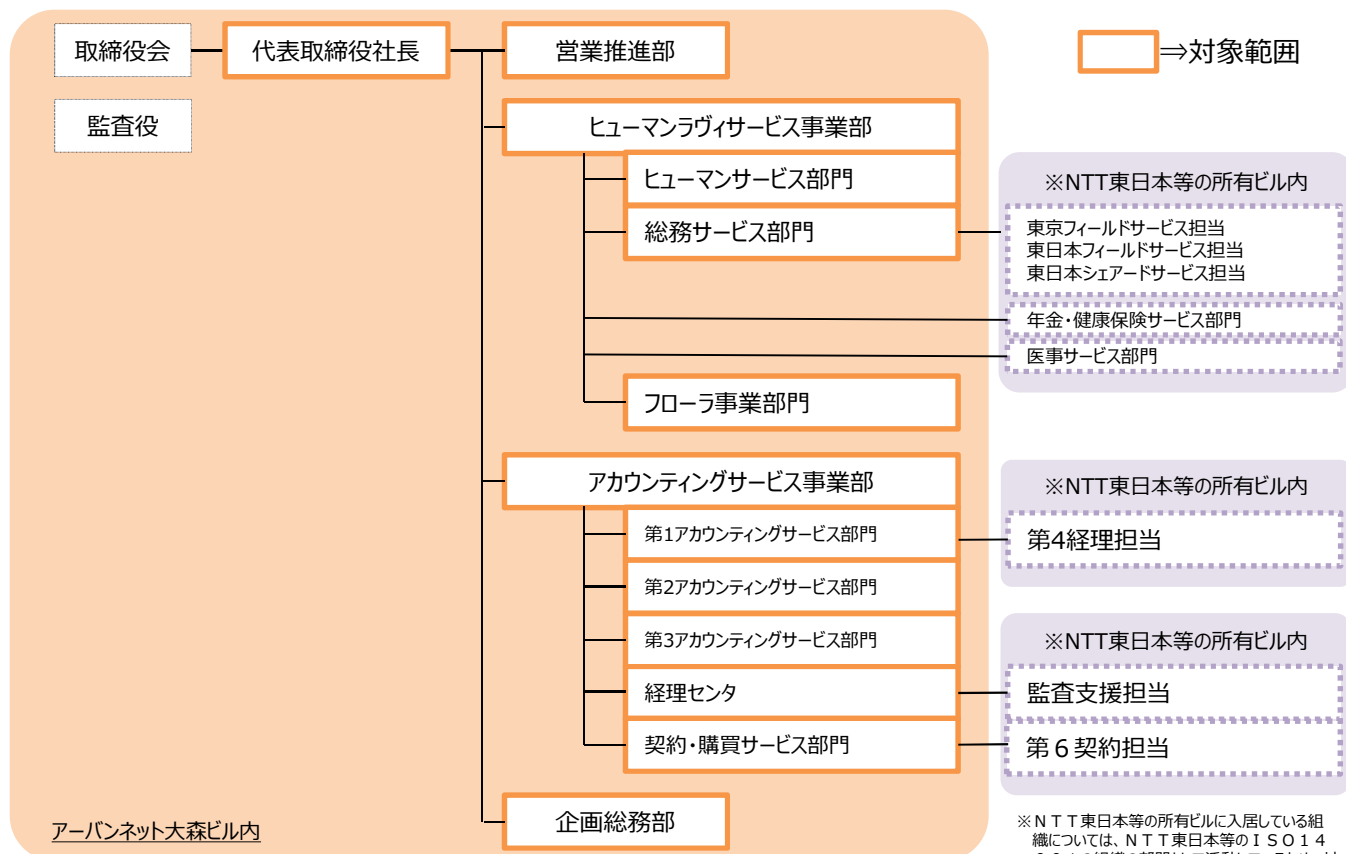 取締役会
代表取締役社長
営業推進部
⇒対象範囲
監査役
ヒューマンラヴィサービス事業部
ヒューマンサービス部門
総務サービス部門
※NTT東日本等の所有ビル内
東京フィールドサービス担当
東日本フィールドサービス担当
東日本シェアードサービス担当
年金・健康保険サービス部門
医事サービス部門
フローラ事業部門
アカウンティングサービス事業部
第1アカウンティングサービス部門
※NTT東日本等の所有ビル内
第4経理担当
第2アカウンティングサービス部門
第3アカウンティングサービス部門
経理センタ
※NTT東日本等の所有ビル内
監査支援担当
契約・購買サービス部門
第６契約担当
企画総務部
アーバンネット大森ビル内
※ＮＴＴ東日本等の所有ビルに入居している組
織については、ＮＴＴ東日本等のＩＳＯ１４